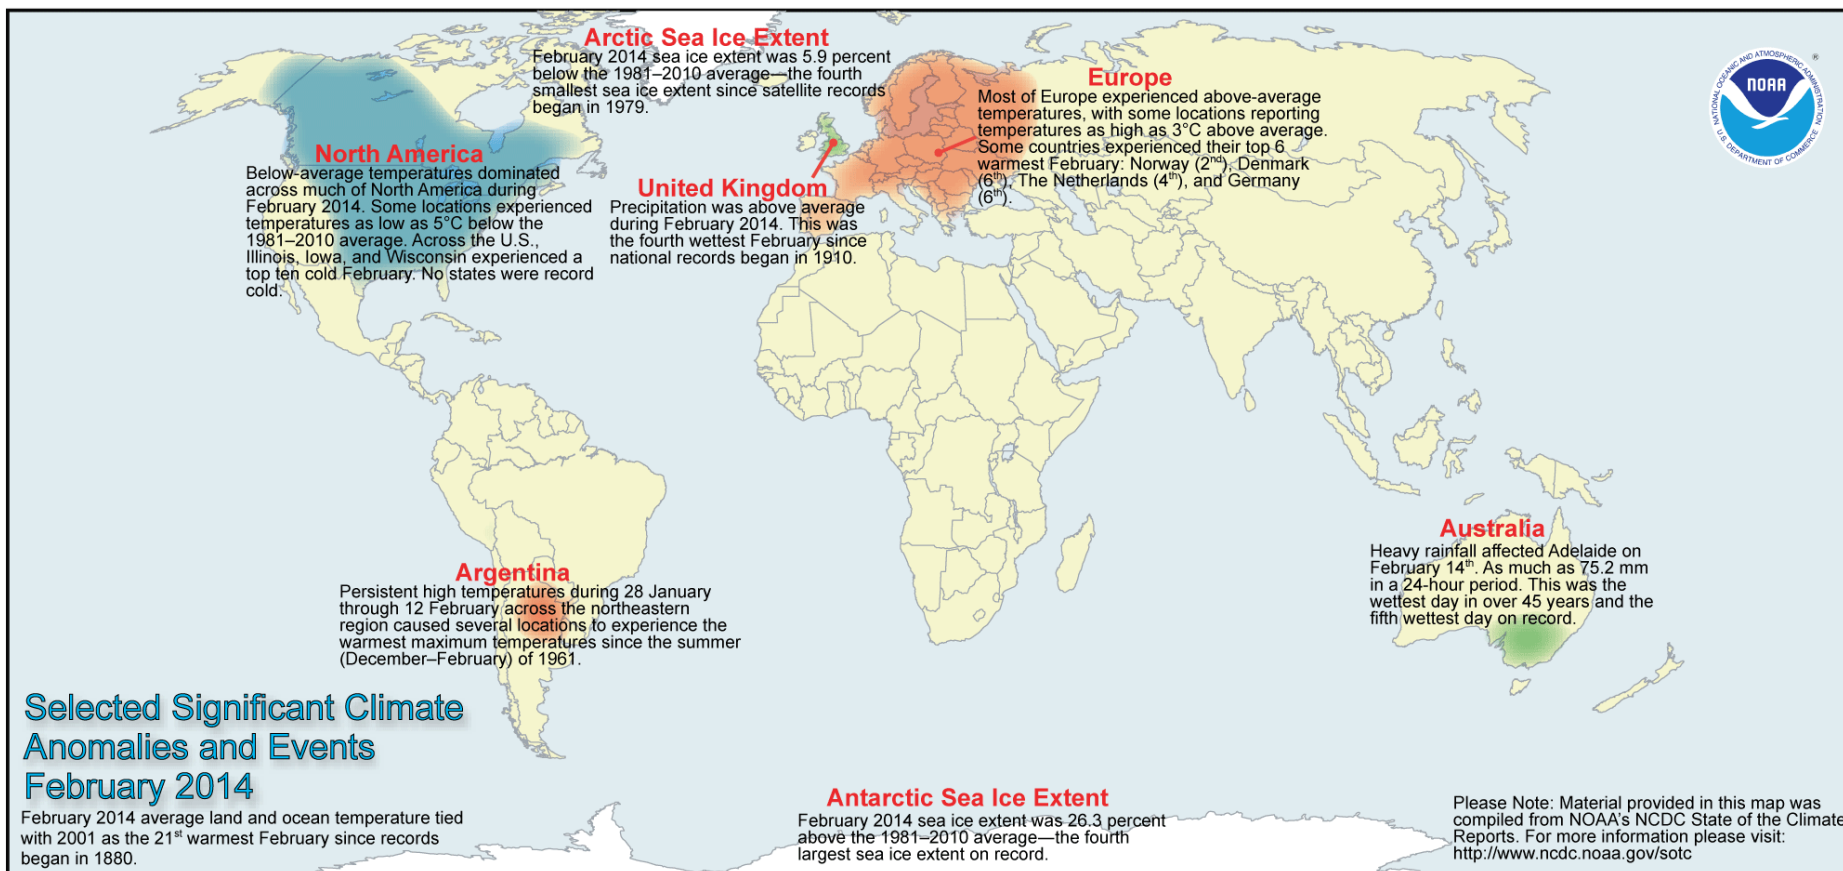 Arctic Sea Ice Extent
February 2014 sea ice extent was 5.9 percent
below the 1981–2010 average—the fourth
smallest sea ice extent since satellite records
began in 1979.
Europe
Most of Europe experienced above-average
temperatures, with some locations reporting
temperatures as high as 3°C above average.
Some countries experienced their top 6
warmest February: Norway (2nd), Denmark
(6th), The Netherlands (4th), and Germany
(6th).
NATIONAL OCEANIC AND ATMOSPHERIC ADMINISTRATION
NOAA
U.S. DEPARTMENT OF COMMERCE
®
North America
Below-average temperatures dominated
across much of North America during
February 2014. Some locations experienced
temperatures as low as 5°C below the
1981–2010 average. Across the U.S.,
Illinois, Iowa, and Wisconsin experienced a
top ten cold February. No states were record
cold.
United Kingdom
Precipitation was above average
during February 2014. This was
the fourth wettest February since
national records began in 1910.
Argentina
Persistent high temperatures during 28 January
through 12 February across the northeastern
region caused several locations to experience the
warmest maximum temperatures since the summer
(December–February) of 1961.
Australia
Heavy rainfall affected Adelaide on
February 14th. As much as 75.2 mm
in a 24-hour period. This was the
wettest day in over 45 years and the
fifth wettest day on record.
Selected Significant Climate
Anomalies and Events
February 2014
February 2014 average land and ocean temperature tied
with 2001 as the 21st warmest February since records
began in 1880.
Antarctic Sea Ice Extent
February 2014 sea ice extent was 26.3 percent
above the 1981–2010 average—the fourth
largest sea ice extent on record.
Please Note: Material provided in this map was
compiled from NOAA's NCDC State of the Climate
Reports. For more information please visit:
http://www.ncdc.noaa.gov/sotc